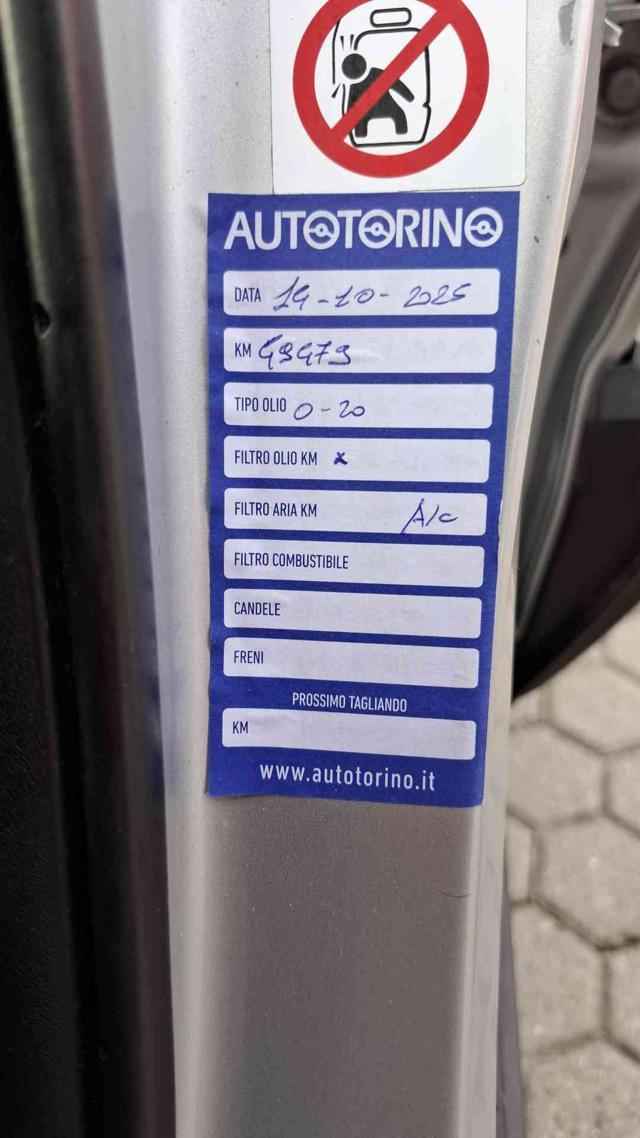 AUTOTORINO
DATA 14-10-2025
KM 49479
TIPO OLIO 0-20
FILTRO OLIO KM x
FILTRO ARIA KM A/c
FILTRO COMBUSTIBILE
CANDELE
FRENI
PROSSIMO TAGLIANDO
KM
www.autotorino.it